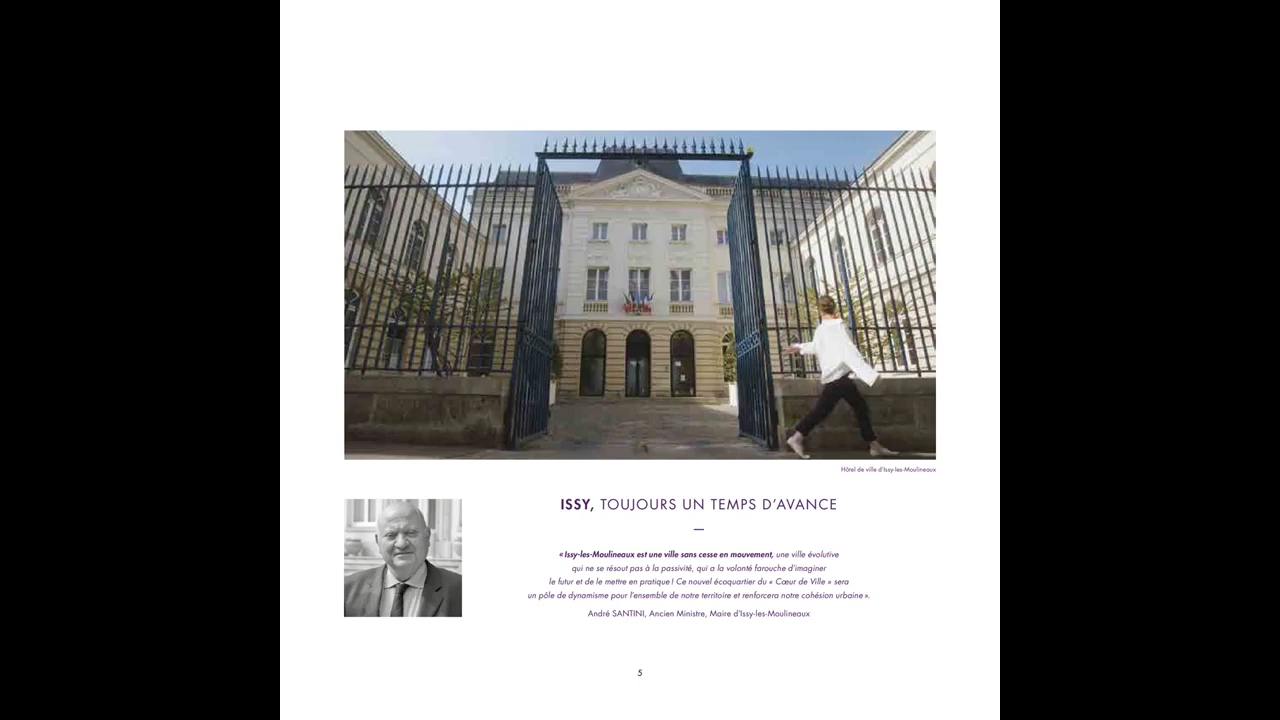 Hôtel de ville d'Issy-les-Moulineaux
ISSY, TOUJOURS UN TEMPS D'AVANCE
« Issy-les-Moulineaux est une ville sans cesse en mouvement, une ville évolutive
qui ne se résout pas à la passivité, qui a la volonté farouche d'imaginer
le futur et de le mettre en pratique ! Ce nouvel écoquartier du « Cœur de Ville » sera
un pôle de dynamisme pour l'ensemble de notre territoire et renforcera notre cohésion urbaine ».
André SANTINI, Ancien Ministre, Maire d'Issy-les-Moulineaux
5